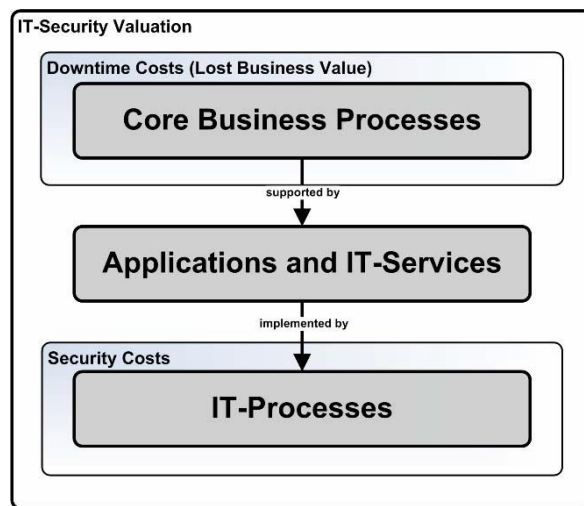 IT-Security Valuation
Downtime Costs (Lost Business Value)
Core Business Processes
supported by
Applications and IT-Services
implemented by
Security Costs
IT-Processes